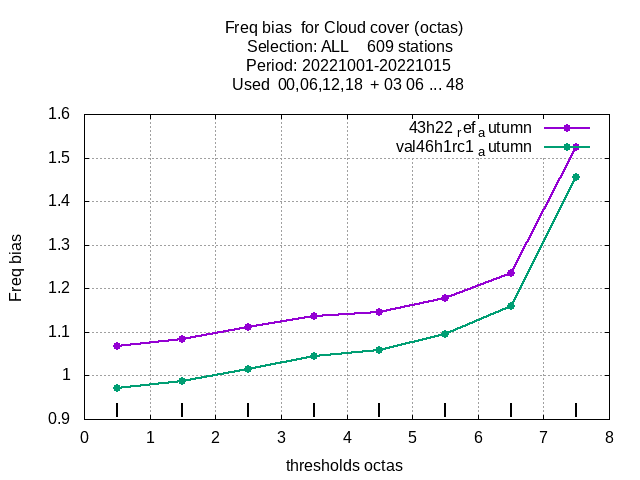 Freq bias  for Cloud cover (octas)
Selection: ALL    609 stations
Period: 20221001-20221015
Used  00,06,12,18  + 03 06 ... 48
43h22 ref autumn
val46h1rc1 autumn
1.6
1.5
1.4
1.3
1.2
1.1
1
0.9
Freq bias
0 1 2 3 4 5 6 7 8
thresholds octas